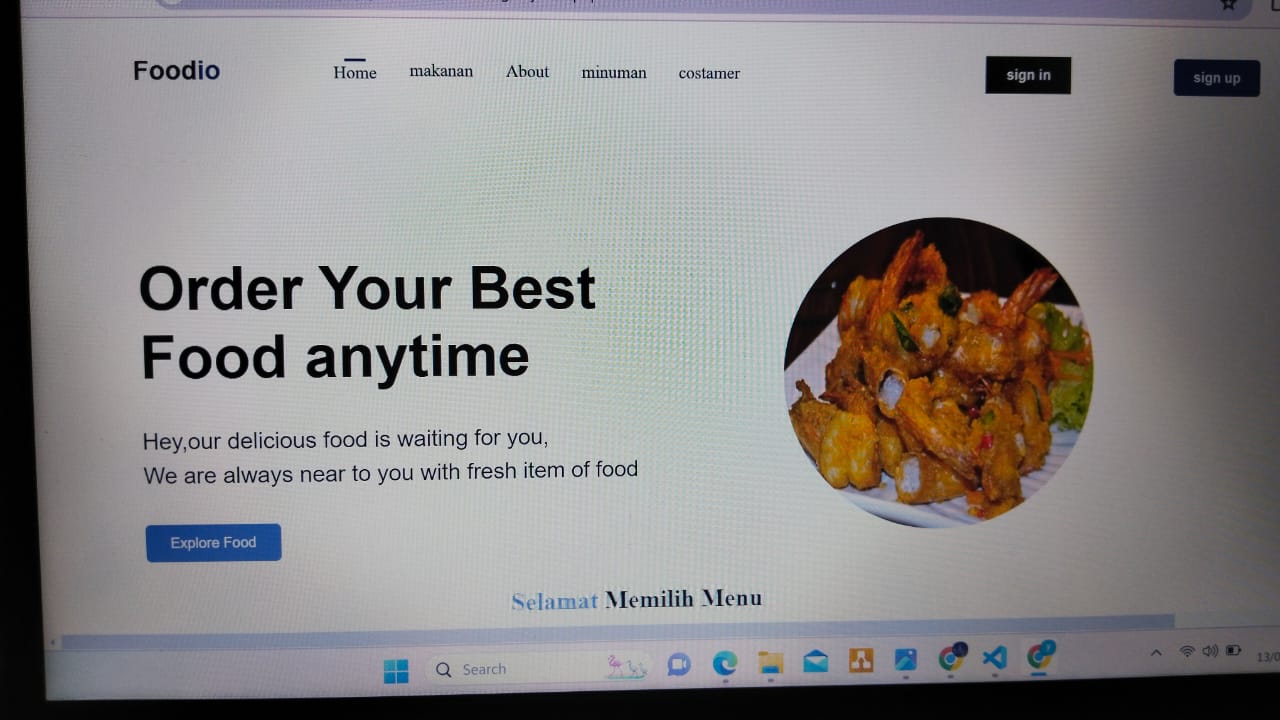 Foodio
Home makanan About minuman costamer
sign in
sign up
Order Your Best
Food anytime
Hey,our delicious food is waiting for you,
We are always near to you with fresh item of food
Explore Food
Selamat Memilih Menu
Search